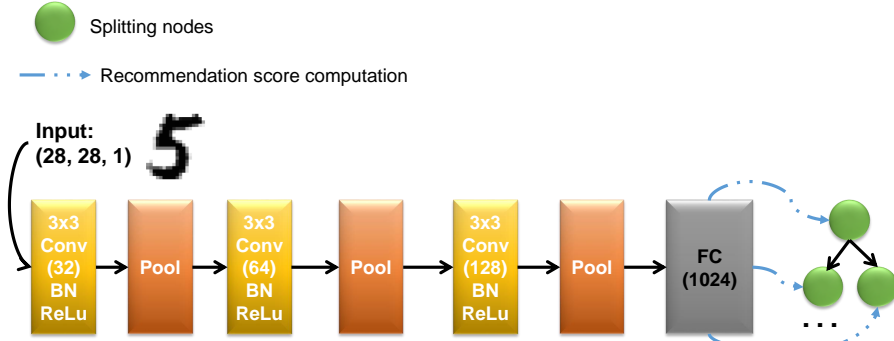 Splitting nodes
Recommendation score computation
Input:
(28, 28, 1)
5
3x3
Conv
(32)
BN
ReLu
Pool
3x3
Conv
(64)
BN
ReLu
Pool
3x3
Conv
(128)
BN
ReLu
Pool
FC
(1024)
...